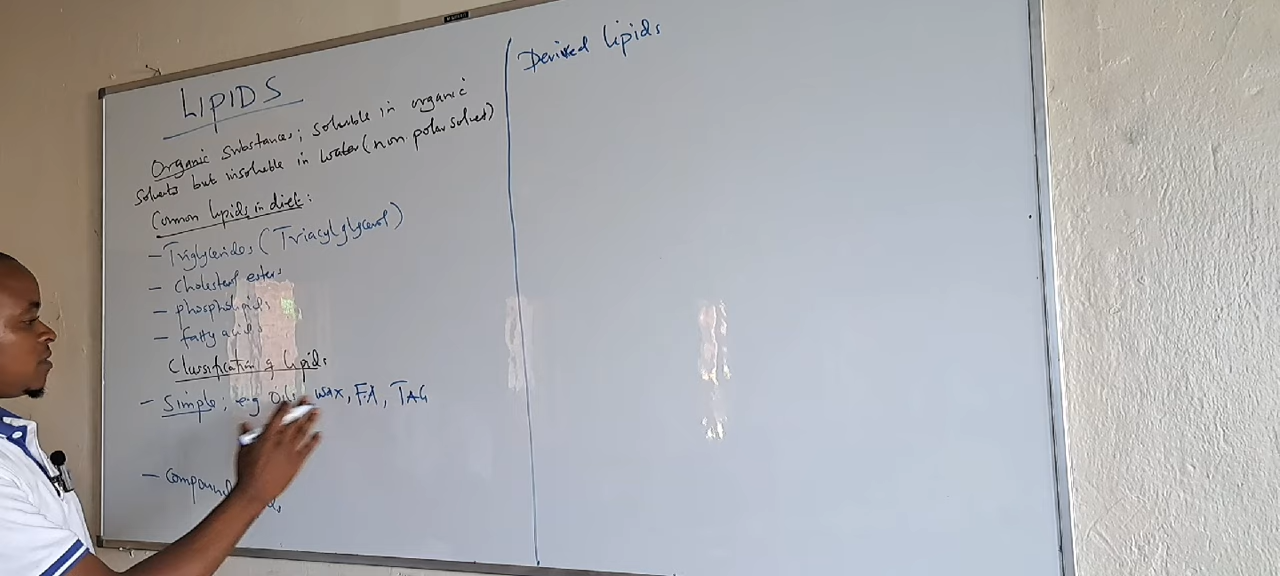 LIPIDS
Organic substances; soluble in organic
solvents but insoluble in water (non polar solvent)
Common lipids in diet:
- Triglycerides (Triacylglycerol)
- Cholesterol esters
- phospholipids
- fatty acids
Classification of lipids
- Simple; eg Oils, wax, FA, TAG
- Compound
Derived lipids